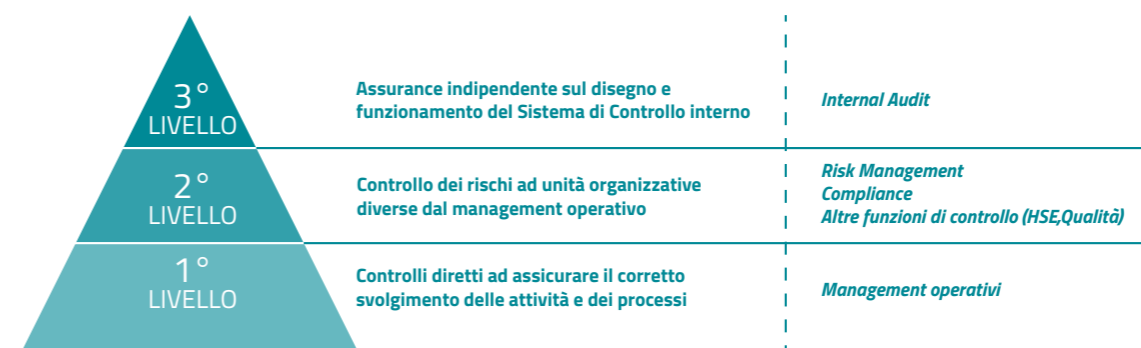 3°
LIVELLO
Assurance indipendente sul disegno e
funzionamento del Sistema di Controllo interno
Internal Audit
2°
LIVELLO
Controllo dei rischi ad unità organizzative
diverse dal management operativo
Risk Management
Compliance
Altre funzioni di controllo (HSE,Qualità)
1°
LIVELLO
Controlli diretti ad assicurare il corretto
svolgimento delle attività e dei processi
Management operativi